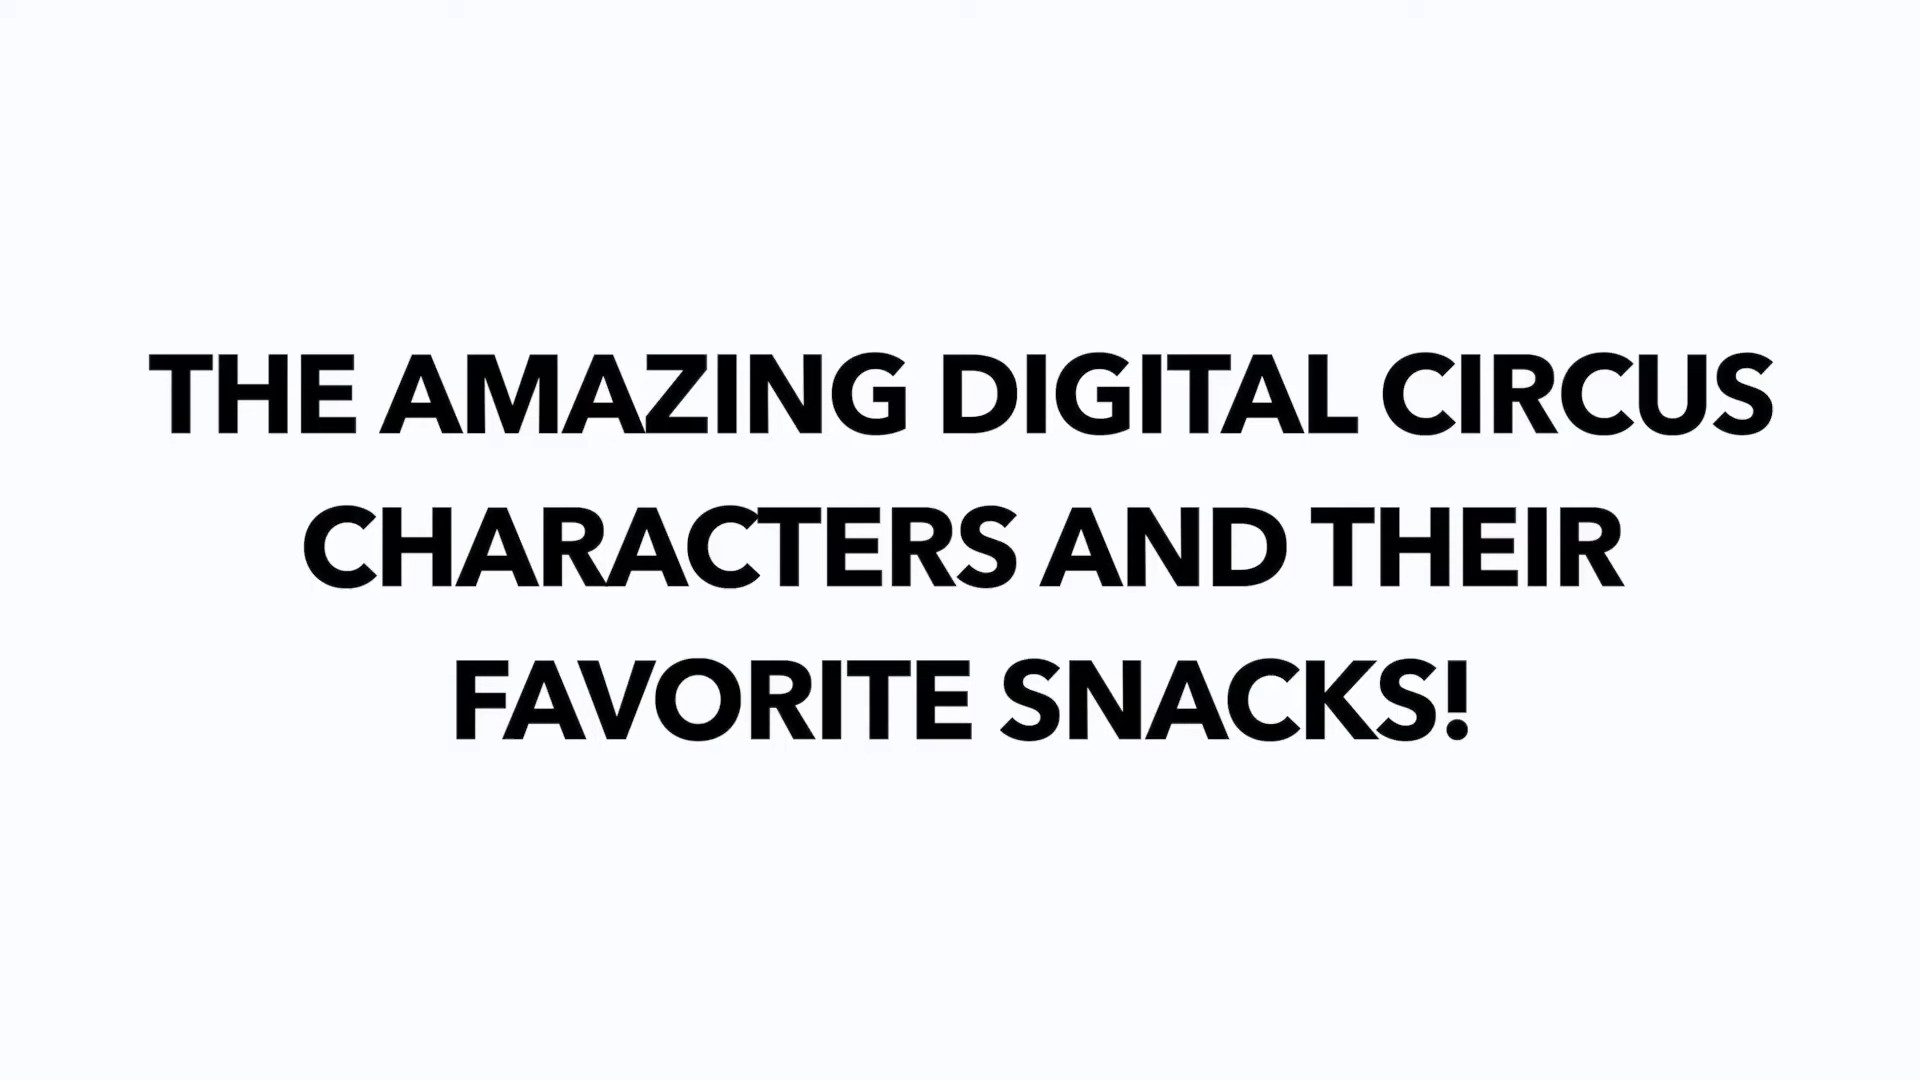 THE AMAZING DIGITAL CIRCUS
CHARACTERS AND THEIR
FAVORITE SNACKS!